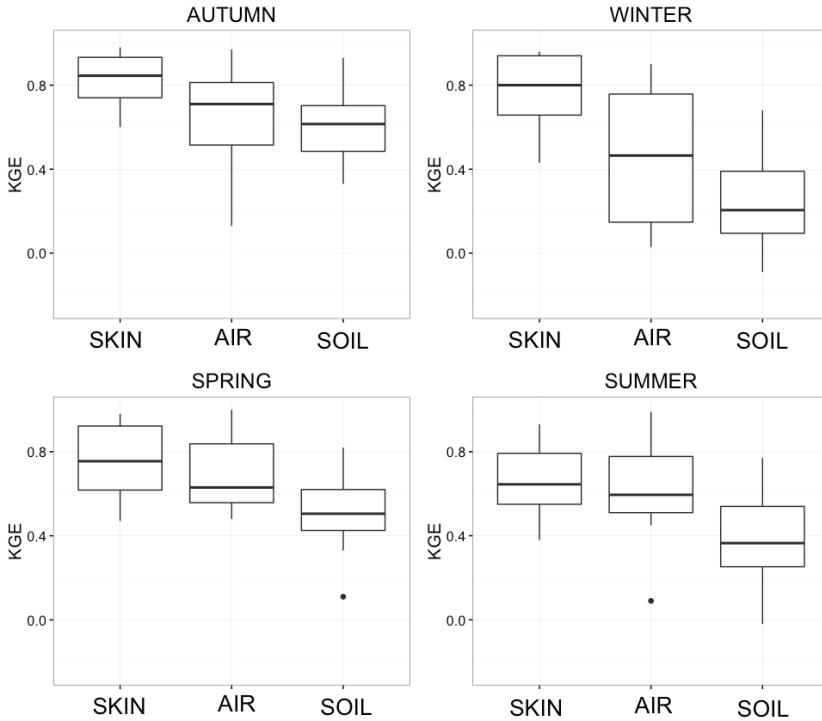 AUTUMN
KGE
0.8
0.4
0.0
SKIN AIR SOIL
WINTER
KGE
0.8
0.4
0.0
SKIN AIR SOIL
SPRING
KGE
0.8
0.4
0.0
SKIN AIR SOIL
SUMMER
KGE
0.8
0.4
0.0
SKIN AIR SOIL